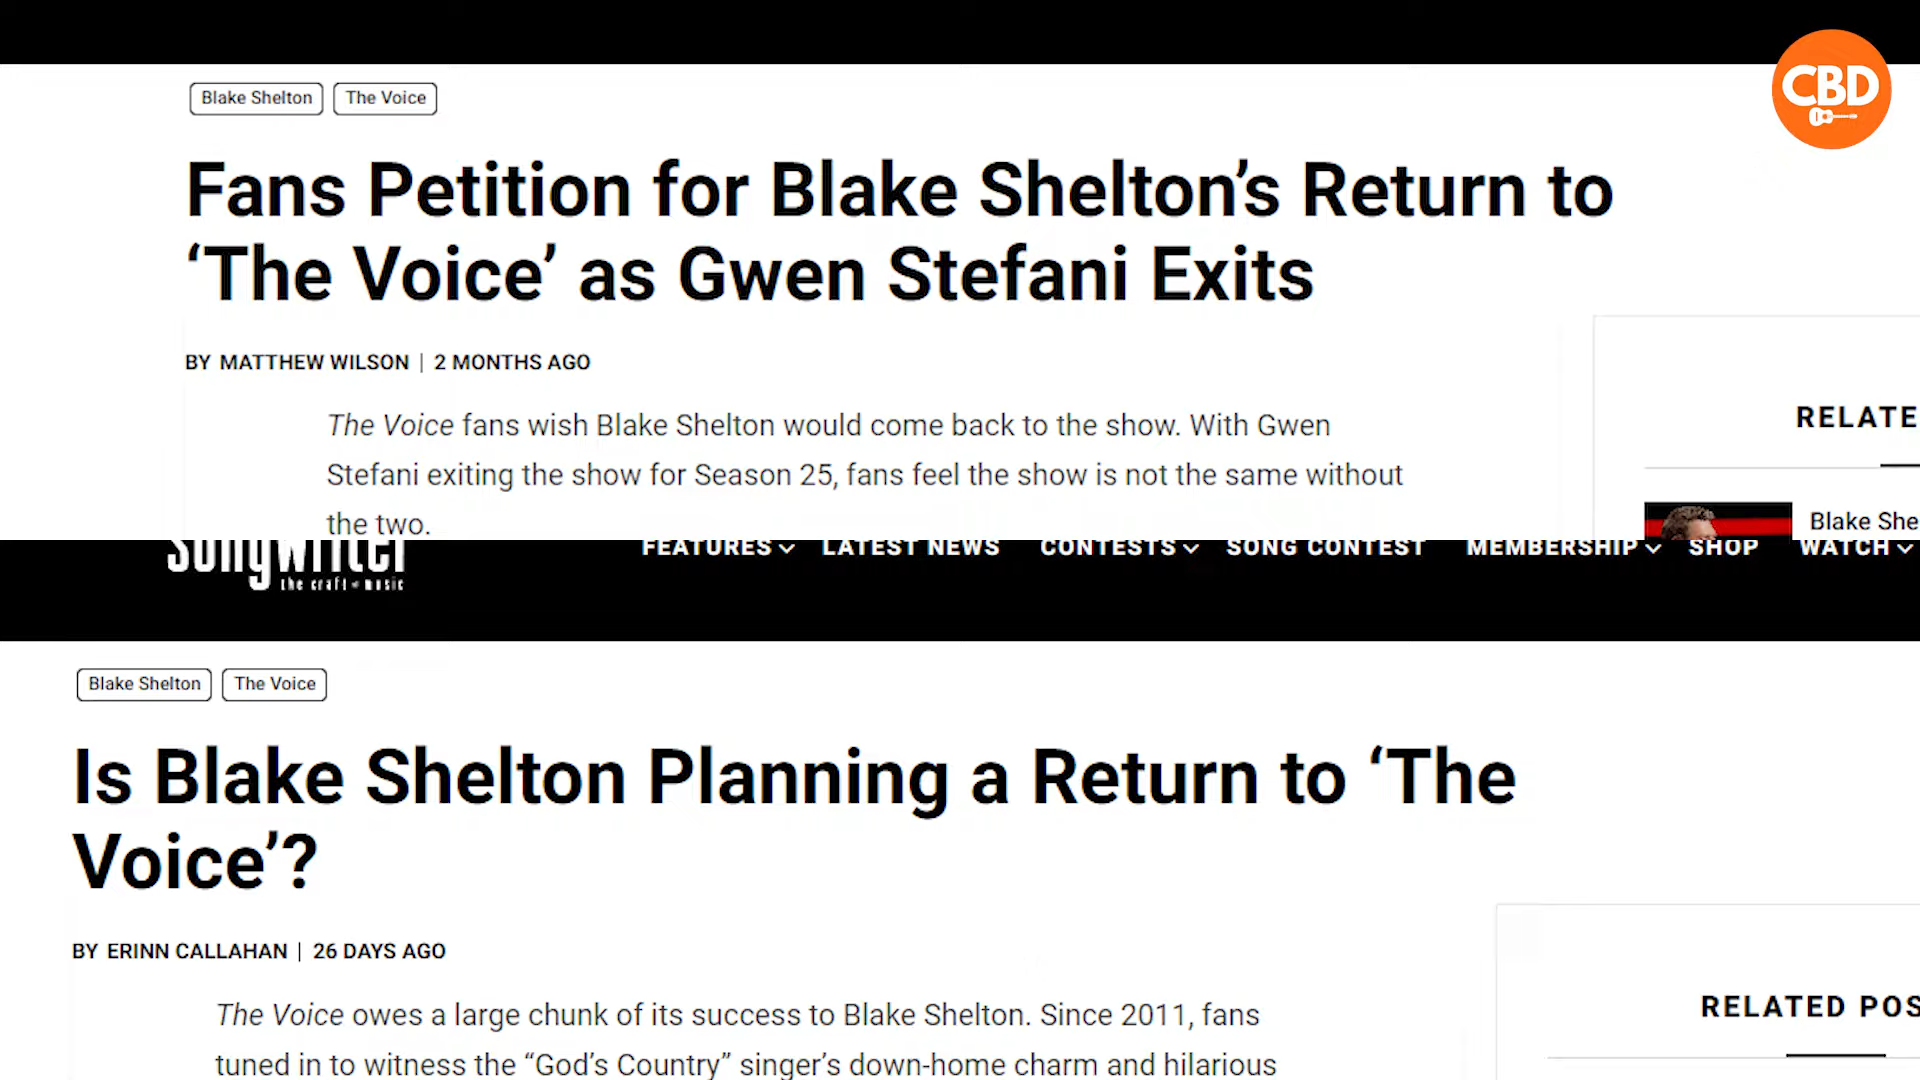 CBD
Blake Shelton The Voice
Fans Petition for Blake Shelton’s Return to
‘The Voice’ as Gwen Stefani Exits
BY MATTHEW WILSON | 2 MONTHS AGO
The Voice fans wish Blake Shelton would come back to the show. With Gwen
Stefani exiting the show for Season 25, fans feel the show is not the same without
the two.
RELATE
Blake She
songwriter
the craft of music
FEATURES LATEST NEWS CONTESTS SONG CONTEST MEMBERSHIP SHOP WATCH
Blake Shelton The Voice
Is Blake Shelton Planning a Return to ‘The
Voice’?
BY ERINN CALLAHAN | 26 DAYS AGO
The Voice owes a large chunk of its success to Blake Shelton. Since 2011, fans
tuned in to witness the “God’s Country” singer’s down-home charm and hilarious
RELATED POS